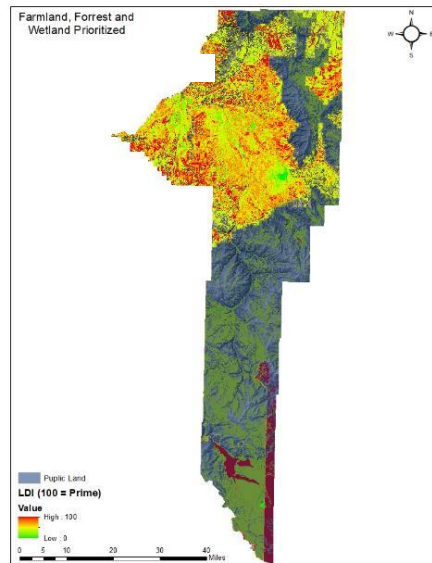 Farmland, Forrest and
Wetland Prioritized
N
W E
S
Puplic Land
LDI (100 = Prime)
Value
High : 100
Low : 0
0 5 10 20 30 40
Miles